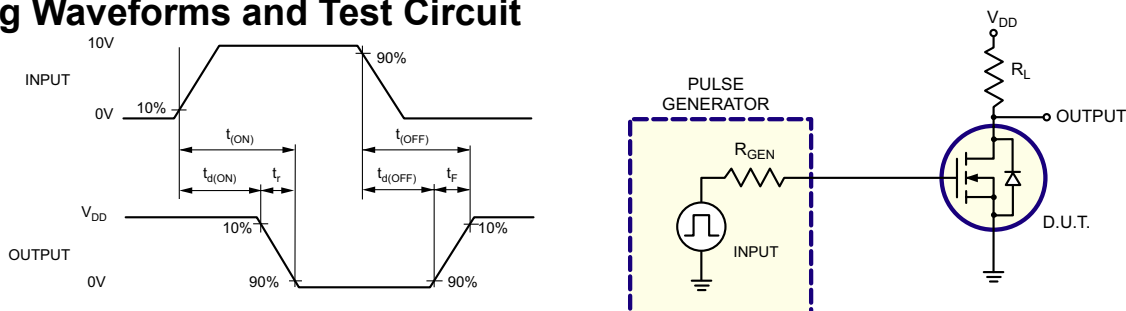 g Waveforms and Test Circuit
10V
INPUT
90%
10%
0V
t(ON)
t(OFF)
td(ON)
tr
td(OFF)
tF
VDD
10%
10%
OUTPUT
0V
90%
90%
VDD
RL
PULSE
GENERATOR
OUTPUT
RGEN
INPUT
D.U.T.